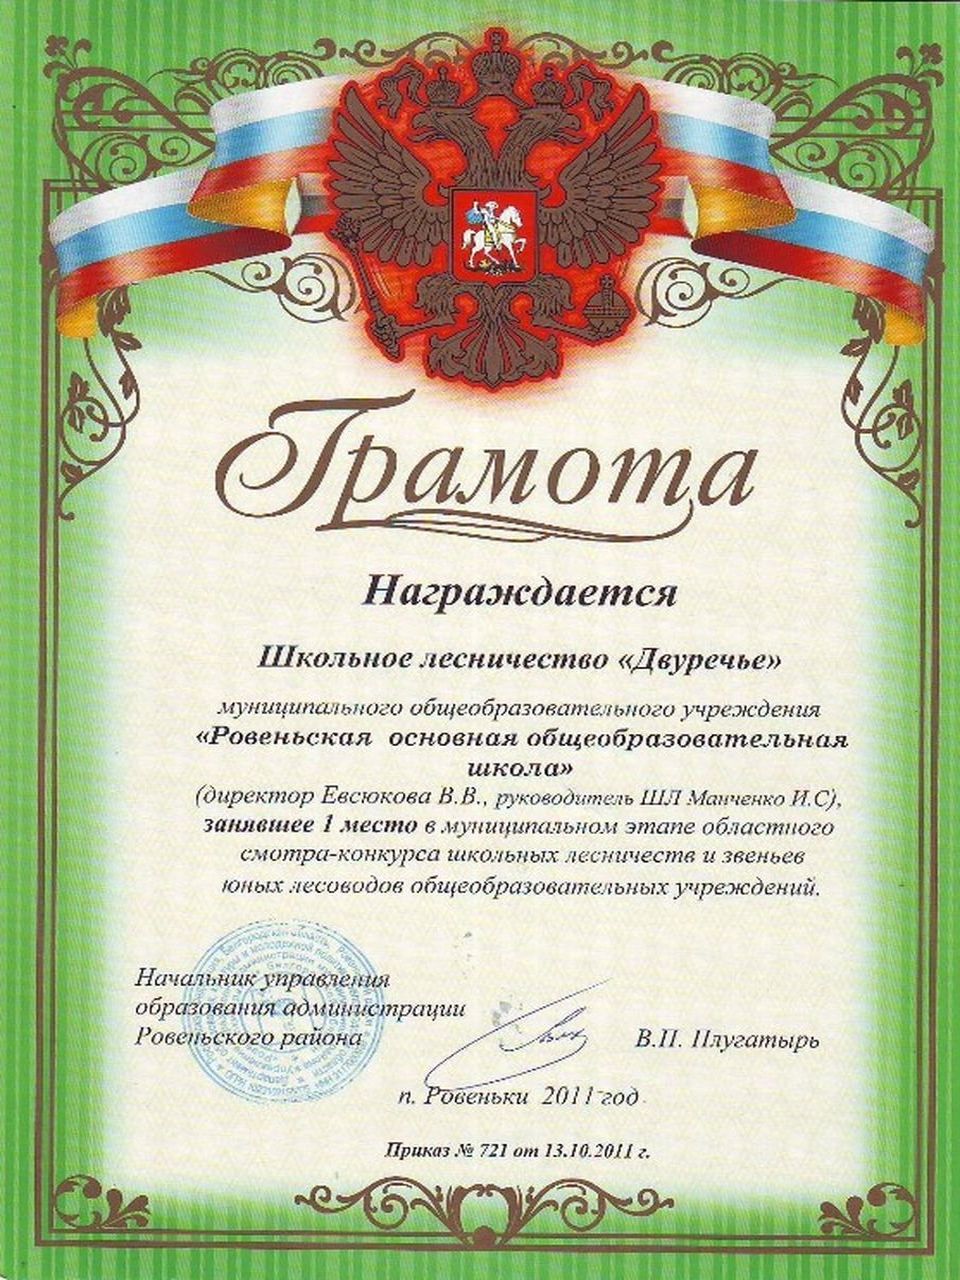 Грамота
Награждается
Школьное лесничество «Двуречье»
муниципального общеобразовательного учреждения
«Ровеньская основная общеобразовательная
школа»
(директор Евсюкова В.В., руководитель ШЛ Манченко И.С),
занявшее 1 место в муниципальном этапе областного
смотра-конкурса школьных лесничеств и звеньев
юных лесоводов общеобразовательных учреждений.
Начальник управления
образования администрации
Ровеньского района
В.П. Плугатырь
п. Ровеньки 2011 год
Приказ № 721 от 13.10.2011 г.